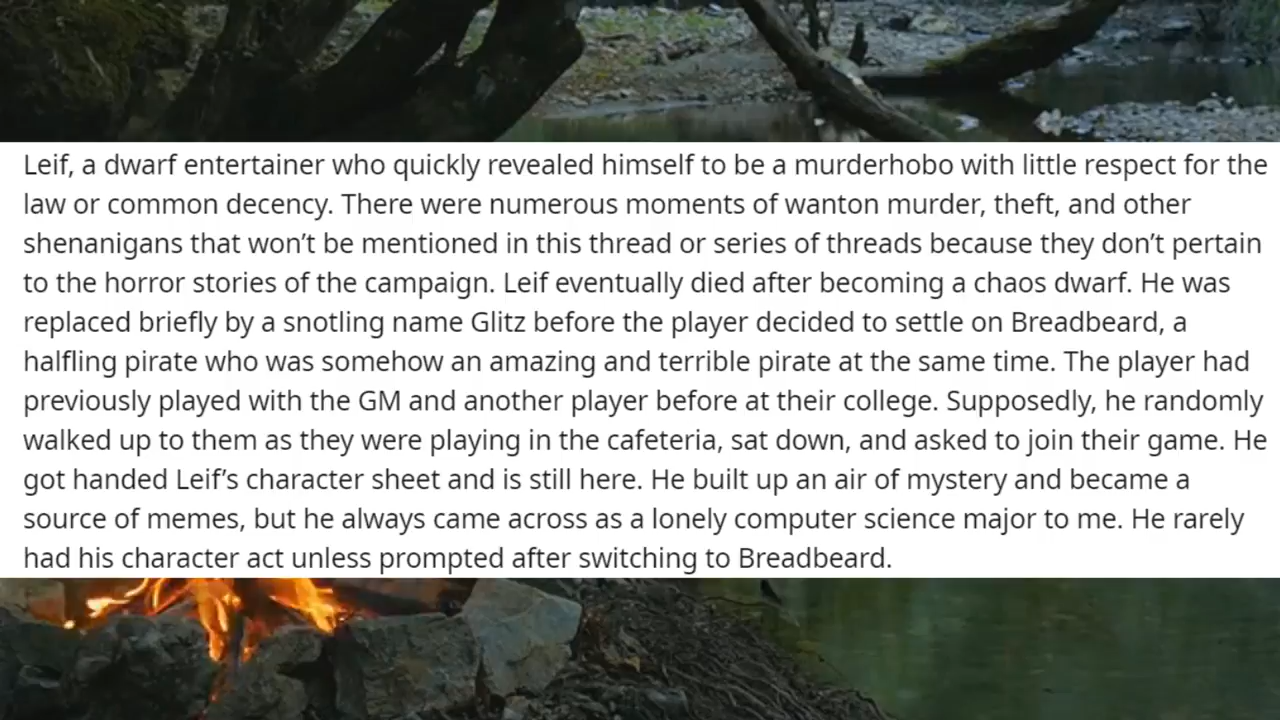 Leif, a dwarf entertainer who quickly revealed himself to be a murderhobo with little respect for the
law or common decency. There were numerous moments of wanton murder, theft, and other
shenanigans that won’t be mentioned in this thread or series of threads because they don’t pertain
to the horror stories of the campaign. Leif eventually died after becoming a chaos dwarf. He was
replaced briefly by a snotling name Glitz before the player decided to settle on Breadbeard, a
halfling pirate who was somehow an amazing and terrible pirate at the same time. The player had
previously played with the GM and another player before at their college. Supposedly, he randomly
walked up to them as they were playing in the cafeteria, sat down, and asked to join their game. He
got handed Leif’s character sheet and is still here. He built up an air of mystery and became a
source of memes, but he always came across as a lonely computer science major to me. He rarely
had his character act unless prompted after switching to Breadbeard.